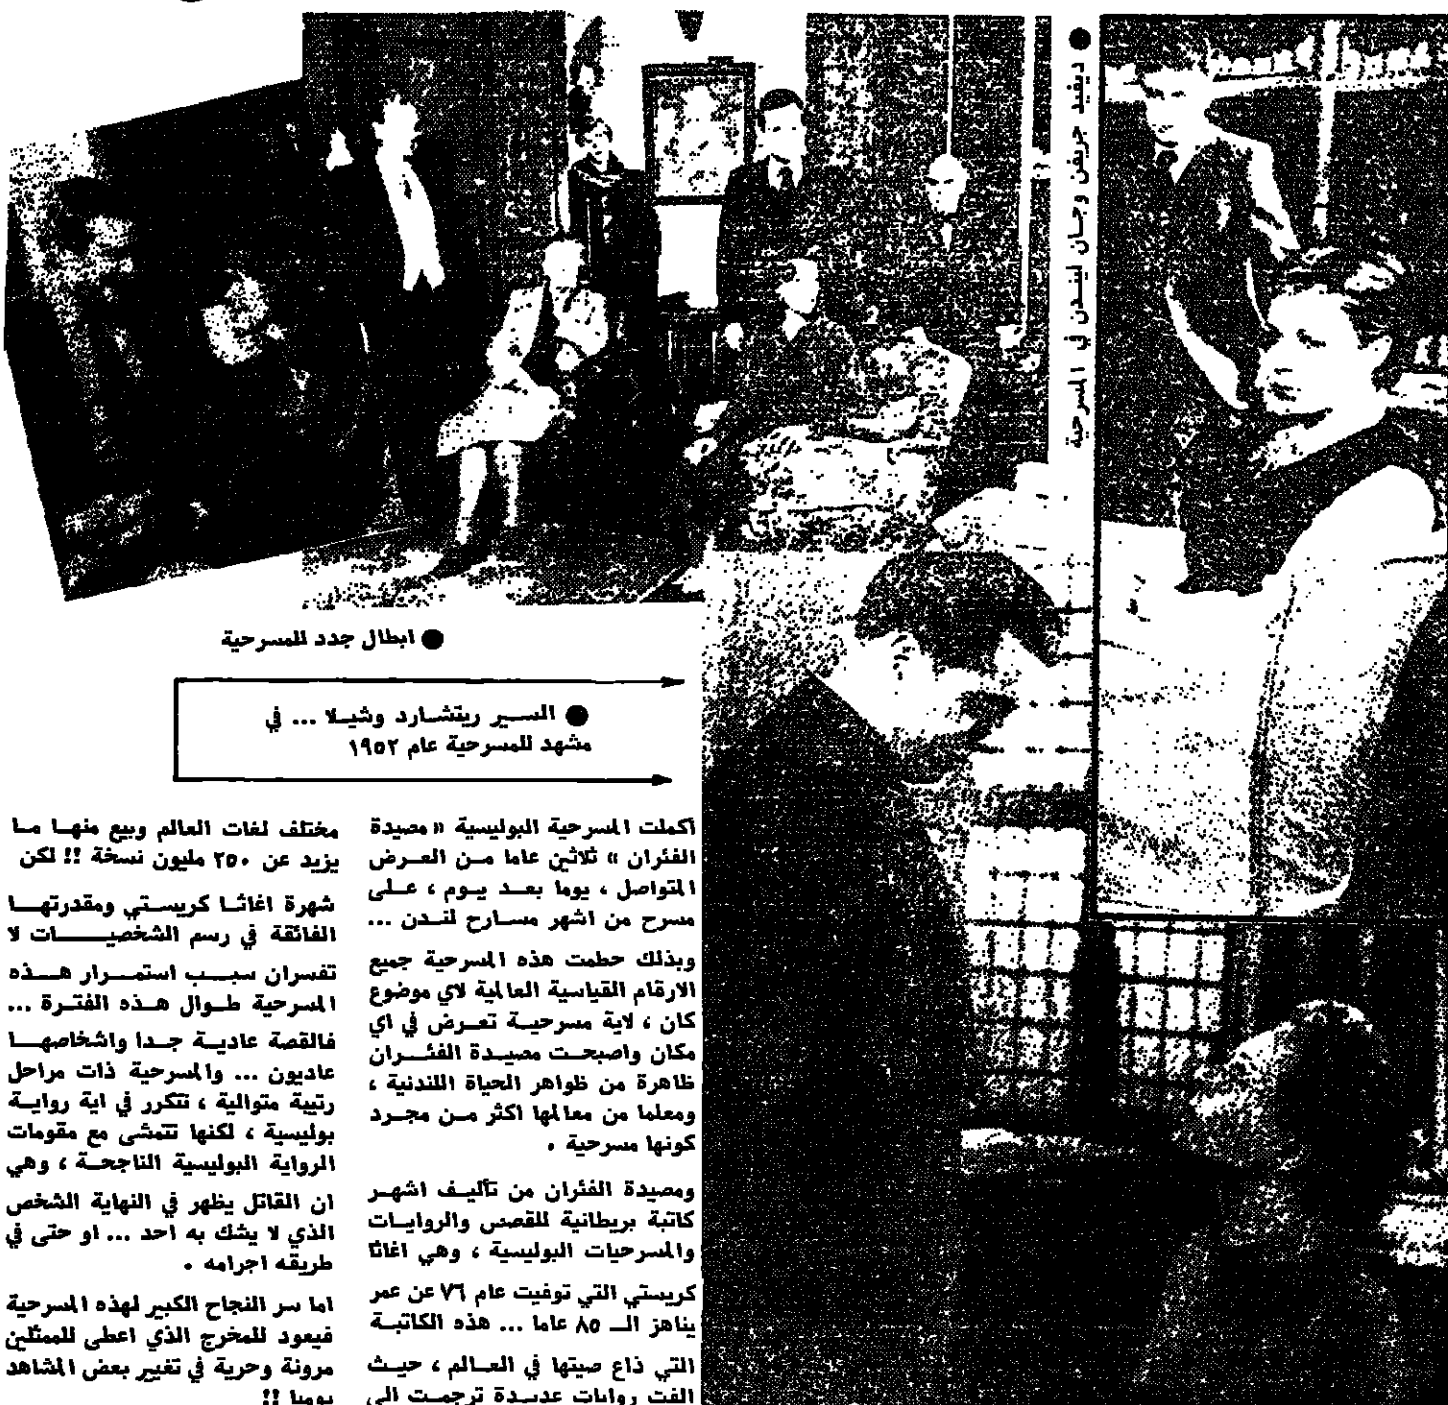 ● ديفيد جريفن وجان ليندن في المسرحية
● ابطال جدد للمسرحية
● السير ريتشارد وشيلا ... في
مشهد للمسرحية عام ١٩٥٢
أكملت المسرحية البوليسية « مصيدة
الفئران » ثلاثين عاما من العرض
المتواصل ، يوما بعد يوم ، على
مسرح من اشهر مسارح لندن ...
وبذلك حطمت هذه المسرحية جميع
الارقام القياسية العالمية لاي موضوع
كان ، لاية مسرحية تعرض في اي
مكان واصبحت مصيدة الفئران
ظاهرة من ظواهر الحياة اللندنية ،
ومعلما من معالمها اكثر من مجرد
كونها مسرحية .
ومصيدة الفئران من تأليف اشهر
كاتبة بريطانية للقصص والروايات
والمسرحيات البوليسية ، وهي اغاثا
كريستي التي توفيت عام ٧٦ عن عمر
يناهز الـ ٨٥ عاما ... هذه الكاتبة
التي ذاع صيتها في العالم ، حيث
الفت روايات عديدة ترجمت الى
مختلف لغات العالم وبيع منها ما
يزيد عن ٢٥٠ مليون نسخة !! لكن
شهرة اغاثا كريستي ومقدرتها
الفائقة في رسم الشخصيات لا
تفسران سبب استمرار هذه
المسرحية طوال هذه الفترة ...
فالقصة عادية جدا واشخاصها
عاديون ... والمسرحية ذات مراحل
رتيبة متوالية ، تتكرر في اية رواية
بوليسية ، لكنها تتمشى مع مقومات
الرواية البوليسية الناجحة ، وهي
ان القاتل يظهر في النهاية الشخص
الذي لا يشك به احد ... او حتى في
طريقه اجرامه .
اما سر النجاح الكبير لهذه المسرحية
فيعود للمخرج الذي اعطى للممثلين
مرونة وحرية في تغيير بعض المشاهد
يوميا !!